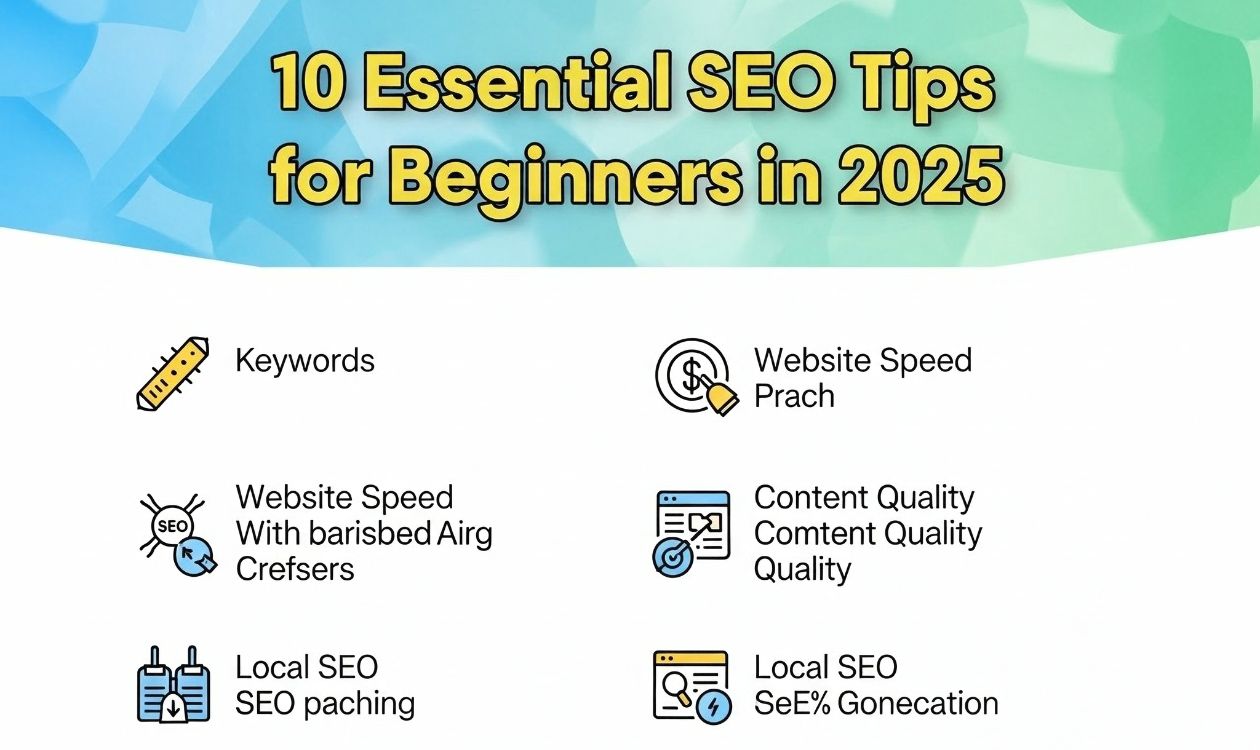 10 Essential SEO Tips
for Beginners in 2025
Keywords
Website Speed
Prach
SEO
Website Speed
With barisbed Airg
Crefsers
Content Quality
Comtent Quality
Quality
Local SEO
SEO paching
Local SEO
SeE% Gonecation